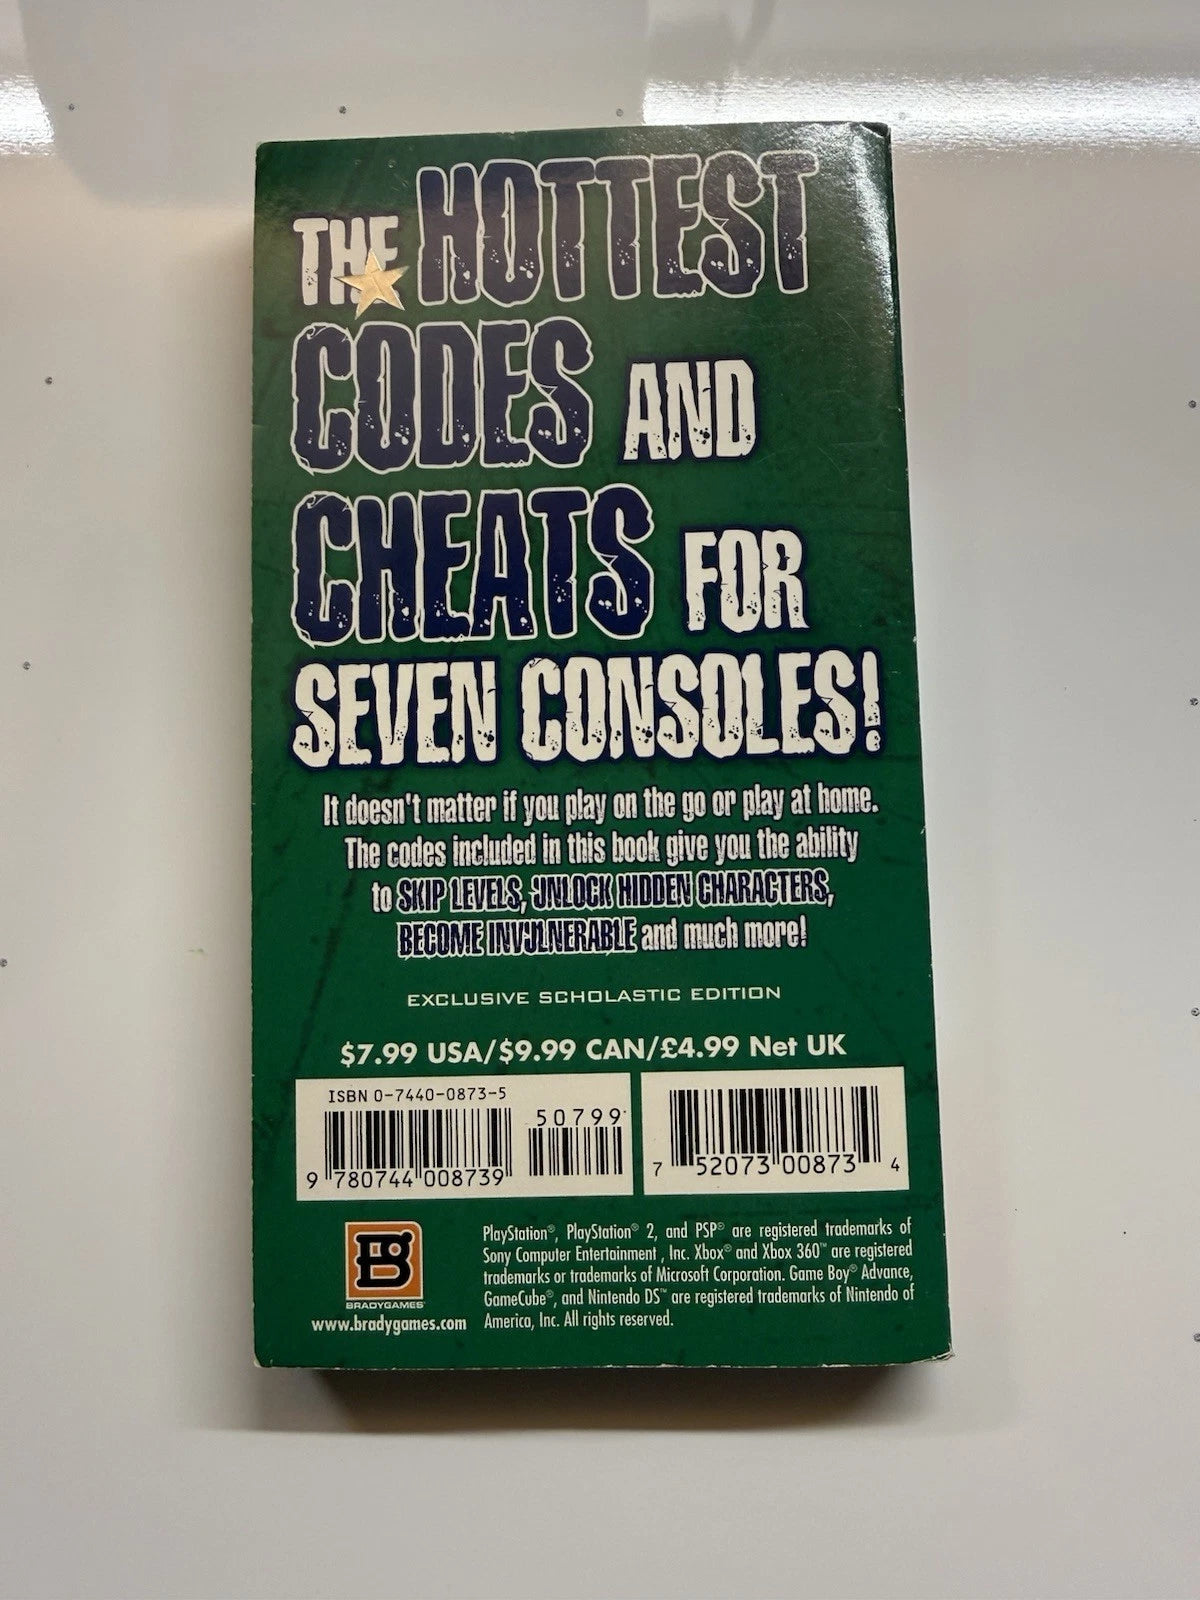 THE HOTTEST
CODES AND
CHEATS FOR
SEVEN CONSOLES!
It doesn't matter if you play on the go or play at home.
The codes included in this book give you the ability
to SKIP LEVELS, UNLOCK HIDDEN CHARACTERS,
BECOME INVULNERABLE and much more!
EXCLUSIVE SCHOLASTIC EDITION
$7.99 USA/$9.99 CAN/£4.99 Net UK
ISBN 0-7440-0873-5
50799
9 780744 008739
7 52073 00873 4
B
BRADYGAMES
www.bradygames.com
PlayStation®, PlayStation® 2, and PSP® are registered trademarks of
Sony Computer Entertainment , Inc. Xbox® and Xbox 360™ are registered
trademarks or trademarks of Microsoft Corporation. Game Boy® Advance,
GameCube®, and Nintendo DS™ are registered trademarks of Nintendo of
America, Inc. All rights reserved.